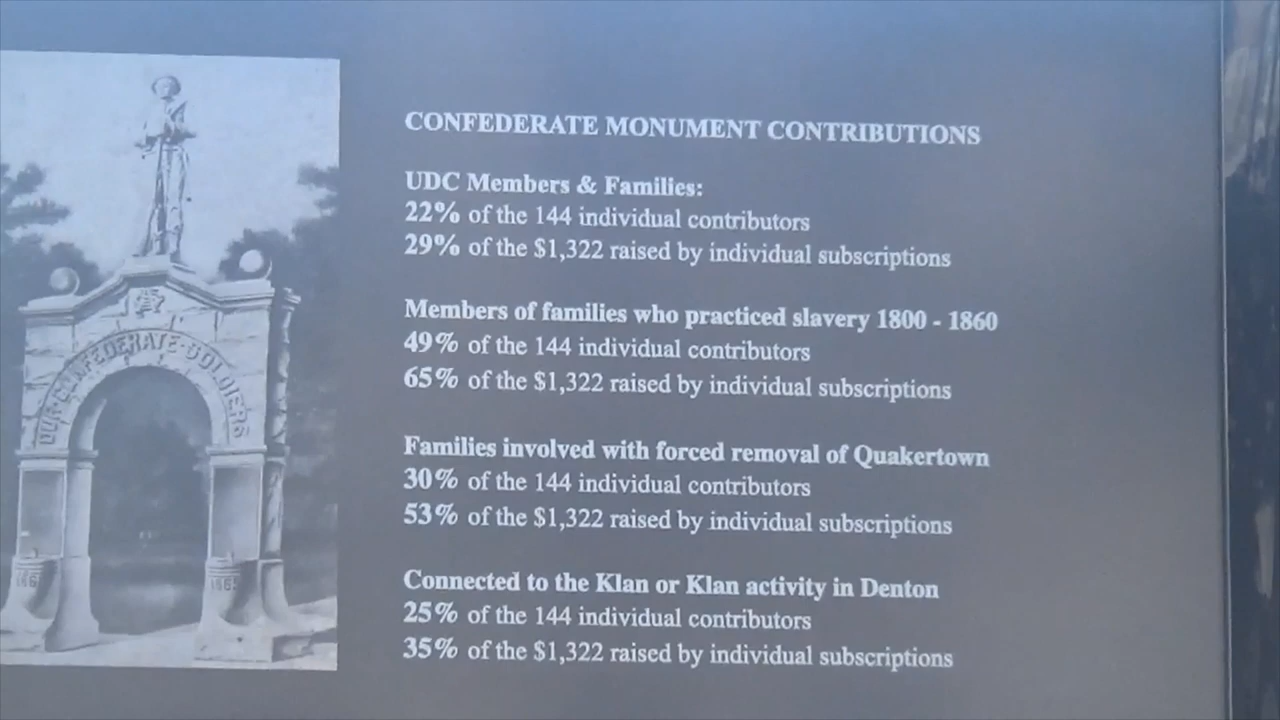 CONFEDERATE MONUMENT CONTRIBUTIONS
UDC Members & Families:
22% of the 144 individual contributors
29% of the $1,322 raised by individual subscriptions
Members of families who practiced slavery 1800 - 1860
49% of the 144 individual contributors
65% of the $1,322 raised by individual subscriptions
Families involved with forced removal of Quakertown
30% of the 144 individual contributors
53% of the $1,322 raised by individual subscriptions
Connected to the Klan or Klan activity in Denton
25% of the 144 individual contributors
35% of the $1,322 raised by individual subscriptions
OUR·CONFEDERATE·SOLDIERS